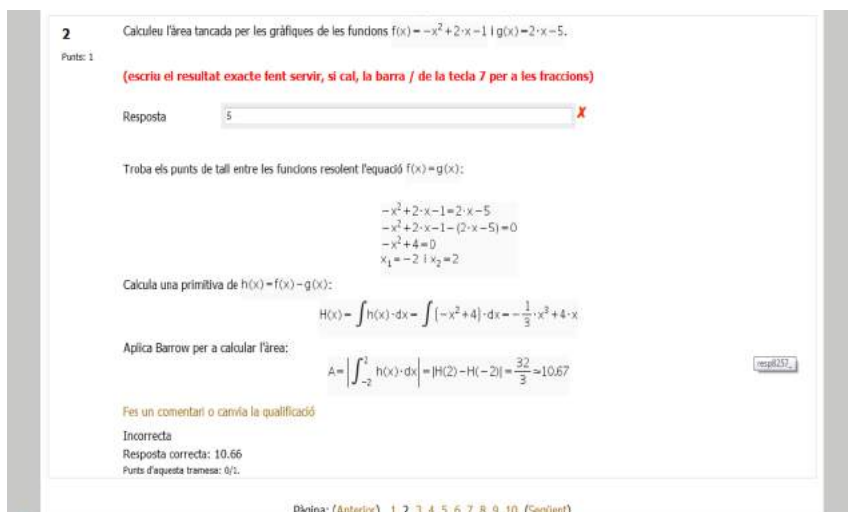 2
Punts: 1
Calculeu l'àrea tancada per les gràfiques de les funcions f(x)=−x²+2·x−1 i g(x)=2·x−5.
(escriu el resultat exacte fent servir, si cal, la barra / de la tecla 7 per a les fraccions)
Resposta 5 ✗
Troba els punts de tall entre les funcions resolent l'equació f(x)=g(x):
−x²+2·x−1=2·x−5
−x²+2·x−1−(2·x−5)=0
−x²+4=0
x₁=−2 i x₂=2
Calcula una primitiva de h(x)=f(x)−g(x):
H(x)=∫h(x)·dx=∫(−x²+4)·dx=−1/3·x³+4·x
Aplica Barrow per a calcular l'àrea:
A=|∫₋₂² h(x)·dx|=|H(2)−H(−2)|=32/3≃10.67
resp8257_
Fes un comentari o canvia la qualificació
Incorrecta
Resposta correcta: 10.66
Punts d'aquesta tramesa: 0/1.
Pàgina: (Anterior) 1 2 3 4 5 6 7 8 9 10 (Següent)